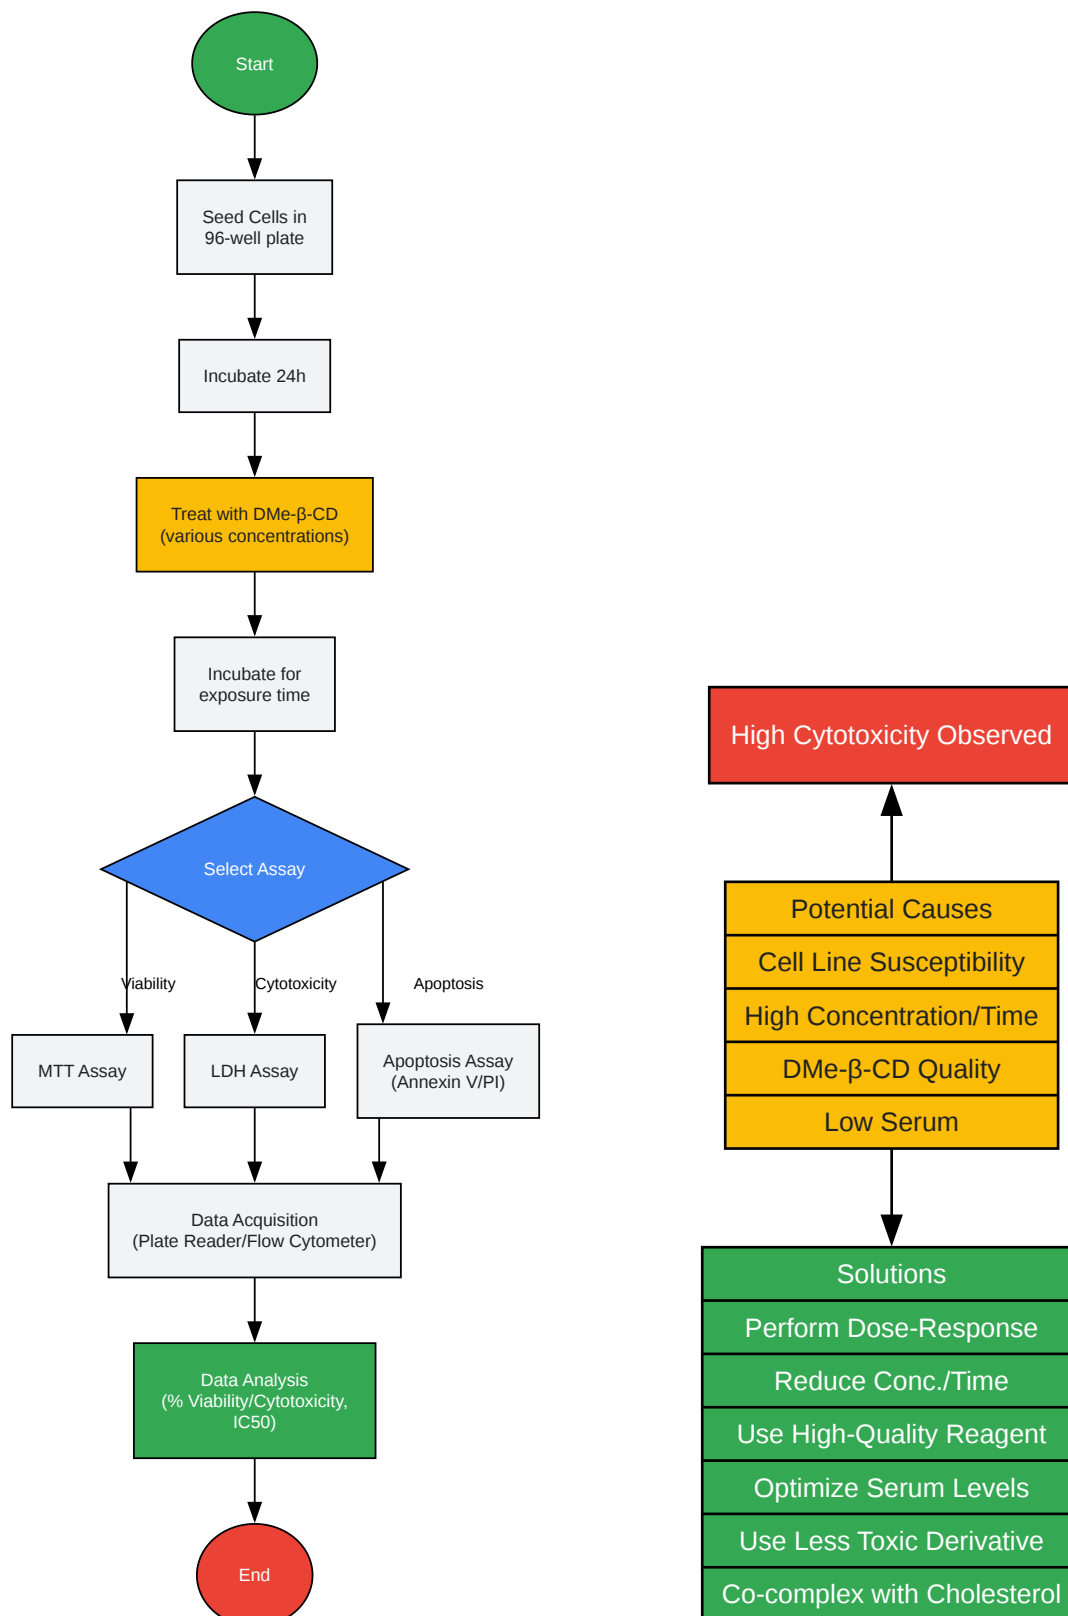 Start
Seed Cells in
96-well plate
Incubate 24h
Treat with DMe-β-CD
(various concentrations)
Incubate for
exposure time
Select Assay
Viability
Cytotoxicity
Apoptosis
MTT Assay
LDH Assay
Apoptosis Assay
(Annexin V/PI)
Data Acquisition
(Plate Reader/Flow Cytometer)
Data Analysis
(% Viability/Cytotoxicity,
IC50)
End
High Cytotoxicity Observed
Potential Causes
Cell Line Susceptibility
High Concentration/Time
DMe-β-CD Quality
Low Serum
Solutions
Perform Dose-Response
Reduce Conc./Time
Use High-Quality Reagent
Optimize Serum Levels
Use Less Toxic Derivative
Co-complex with Cholesterol